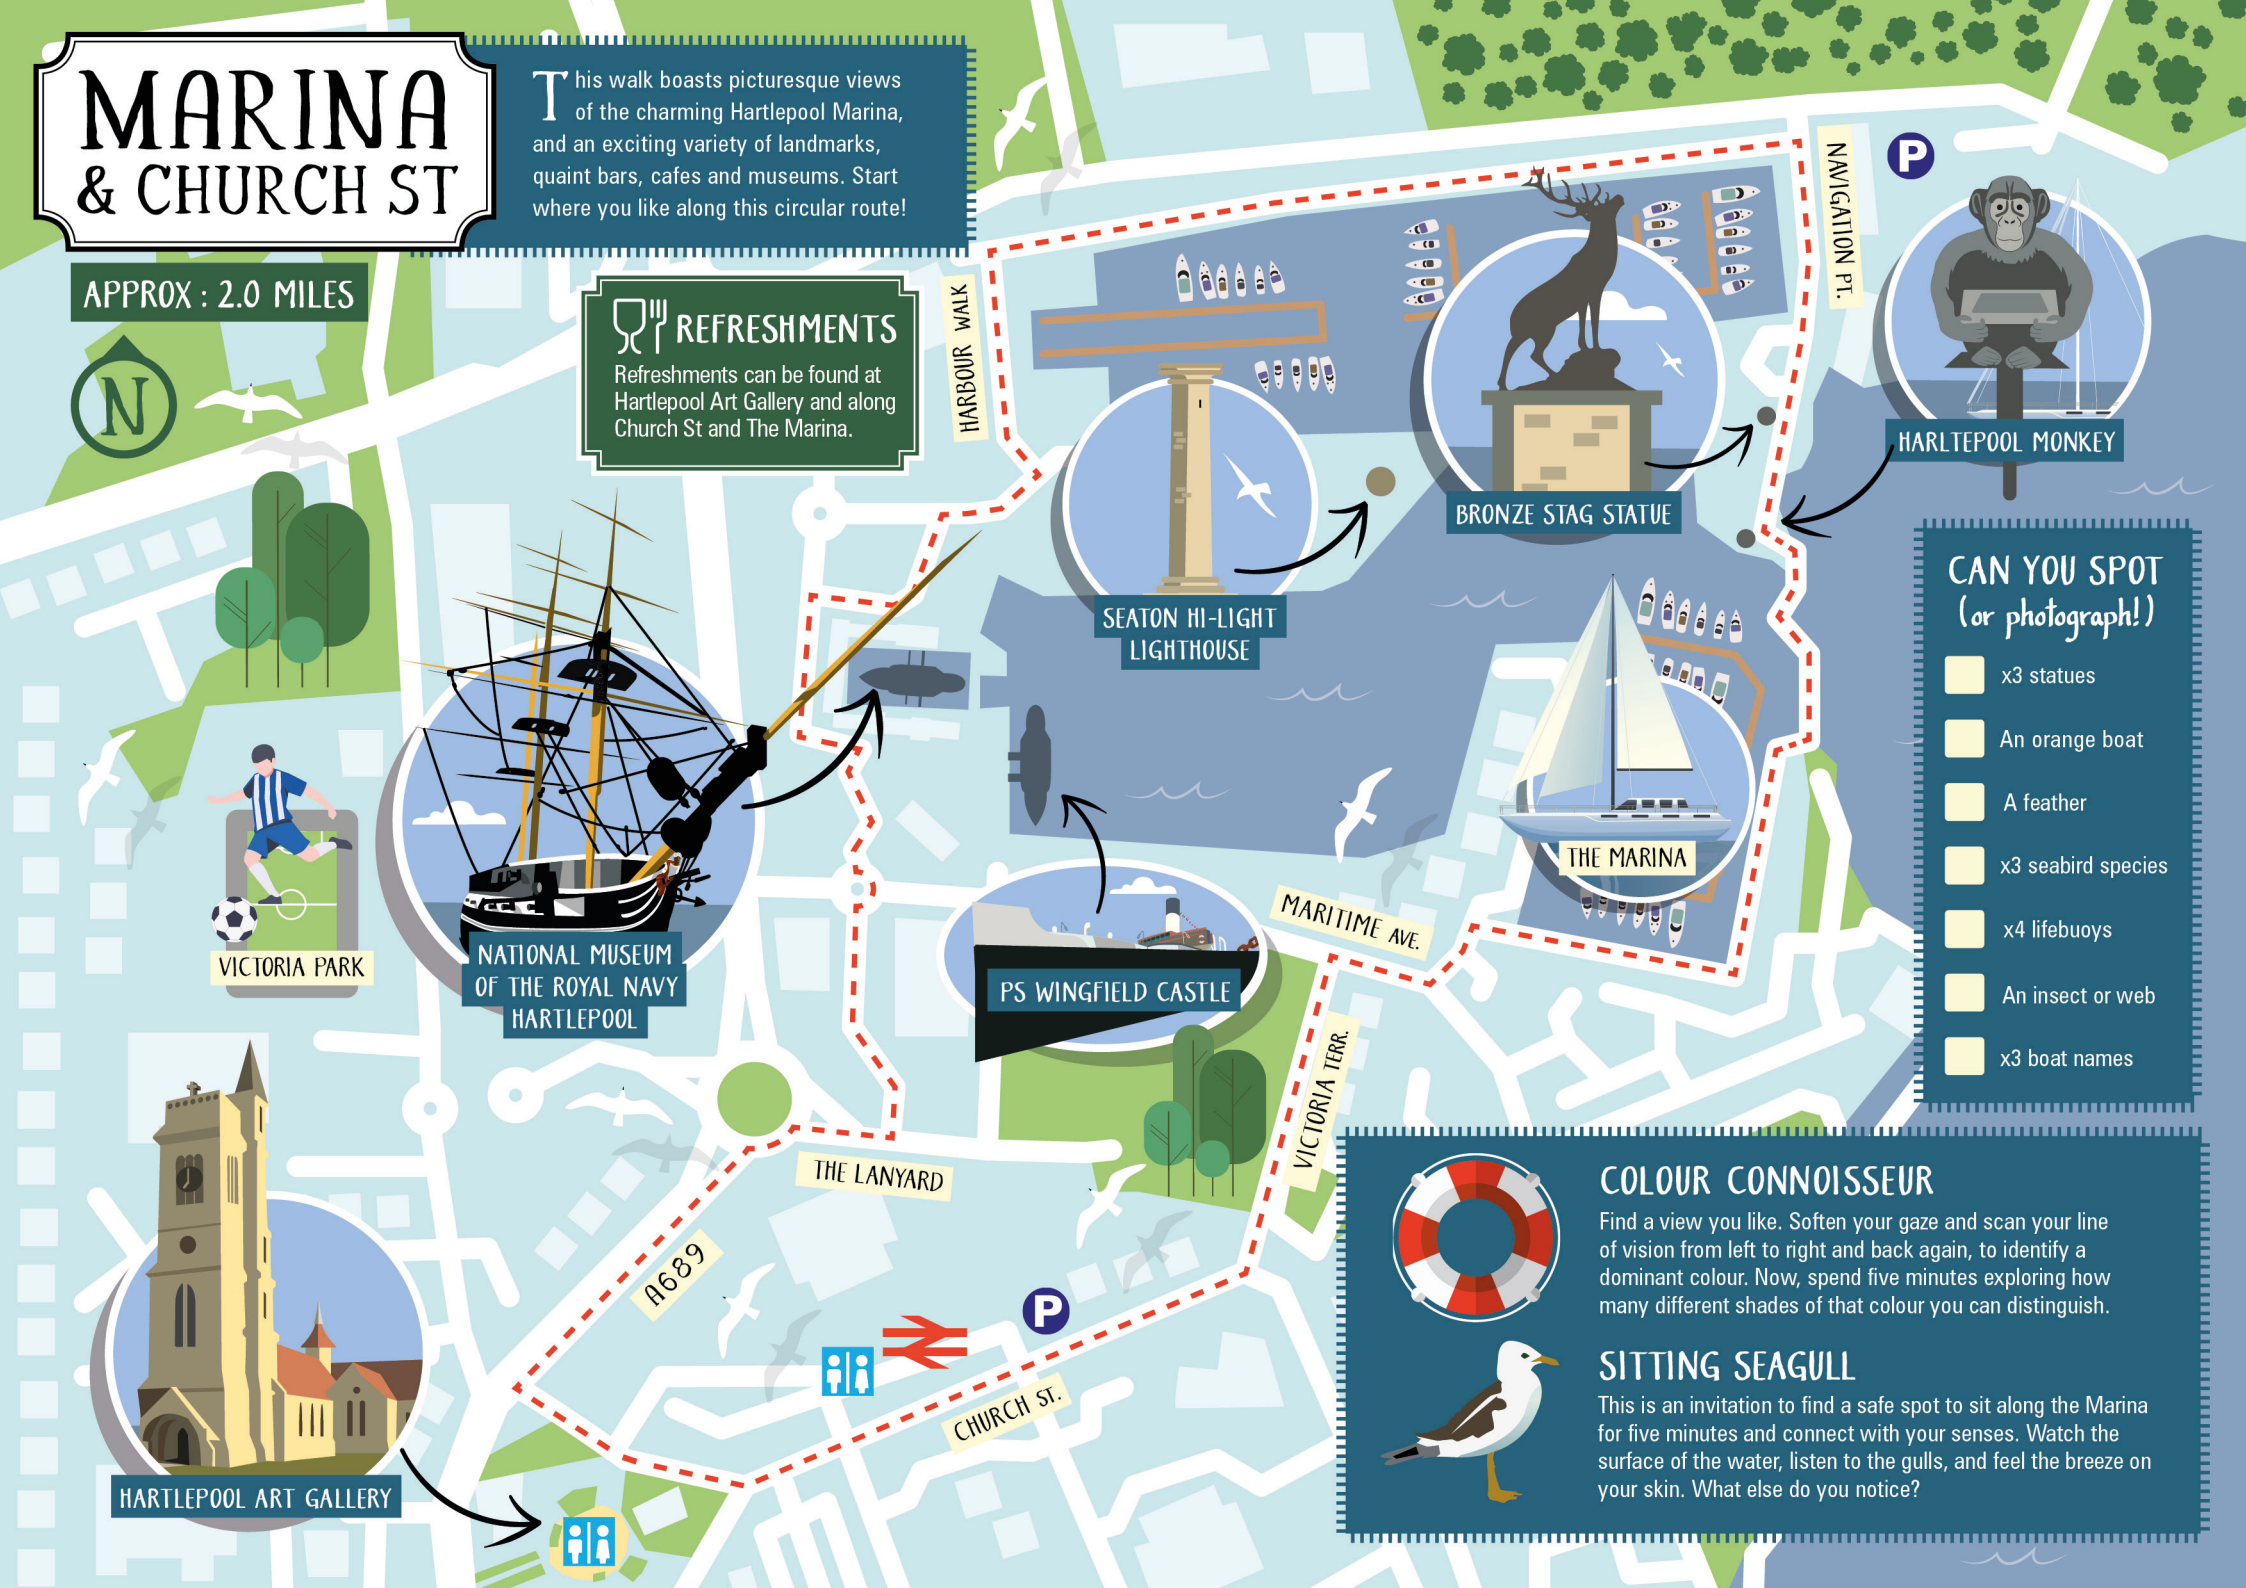 MARINA
& CHURCH ST
This walk boasts picturesque views
of the charming Hartlepool Marina,
and an exciting variety of landmarks,
quaint bars, cafes and museums. Start
where you like along this circular route!
APPROX : 2.0 MILES
N
REFRESHMENTS
Refreshments can be found at
Hartlepool Art Gallery and along
Church St and The Marina.
HARBOUR WALK
NAVIGATION PT.
P
HARLTEPOOL MONKEY
BRONZE STAG STATUE
SEATON HI-LIGHT
LIGHTHOUSE
CAN YOU SPOT
(or photograph!)
x3 statues
An orange boat
A feather
x3 seabird species
x4 lifebuoys
An insect or web
x3 boat names
THE MARINA
MARITIME AVE.
VICTORIA PARK
NATIONAL MUSEUM
OF THE ROYAL NAVY
HARTLEPOOL
PS WINGFIELD CASTLE
VICTORIA TERR.
THE LANYARD
A689
P
CHURCH ST.
HARTLEPOOL ART GALLERY
COLOUR CONNOISSEUR
Find a view you like. Soften your gaze and scan your line
of vision from left to right and back again, to identify a
dominant colour. Now, spend five minutes exploring how
many different shades of that colour you can distinguish.
SITTING SEAGULL
This is an invitation to find a safe spot to sit along the Marina
for five minutes and connect with your senses. Watch the
surface of the water, listen to the gulls, and feel the breeze on
your skin. What else do you notice?